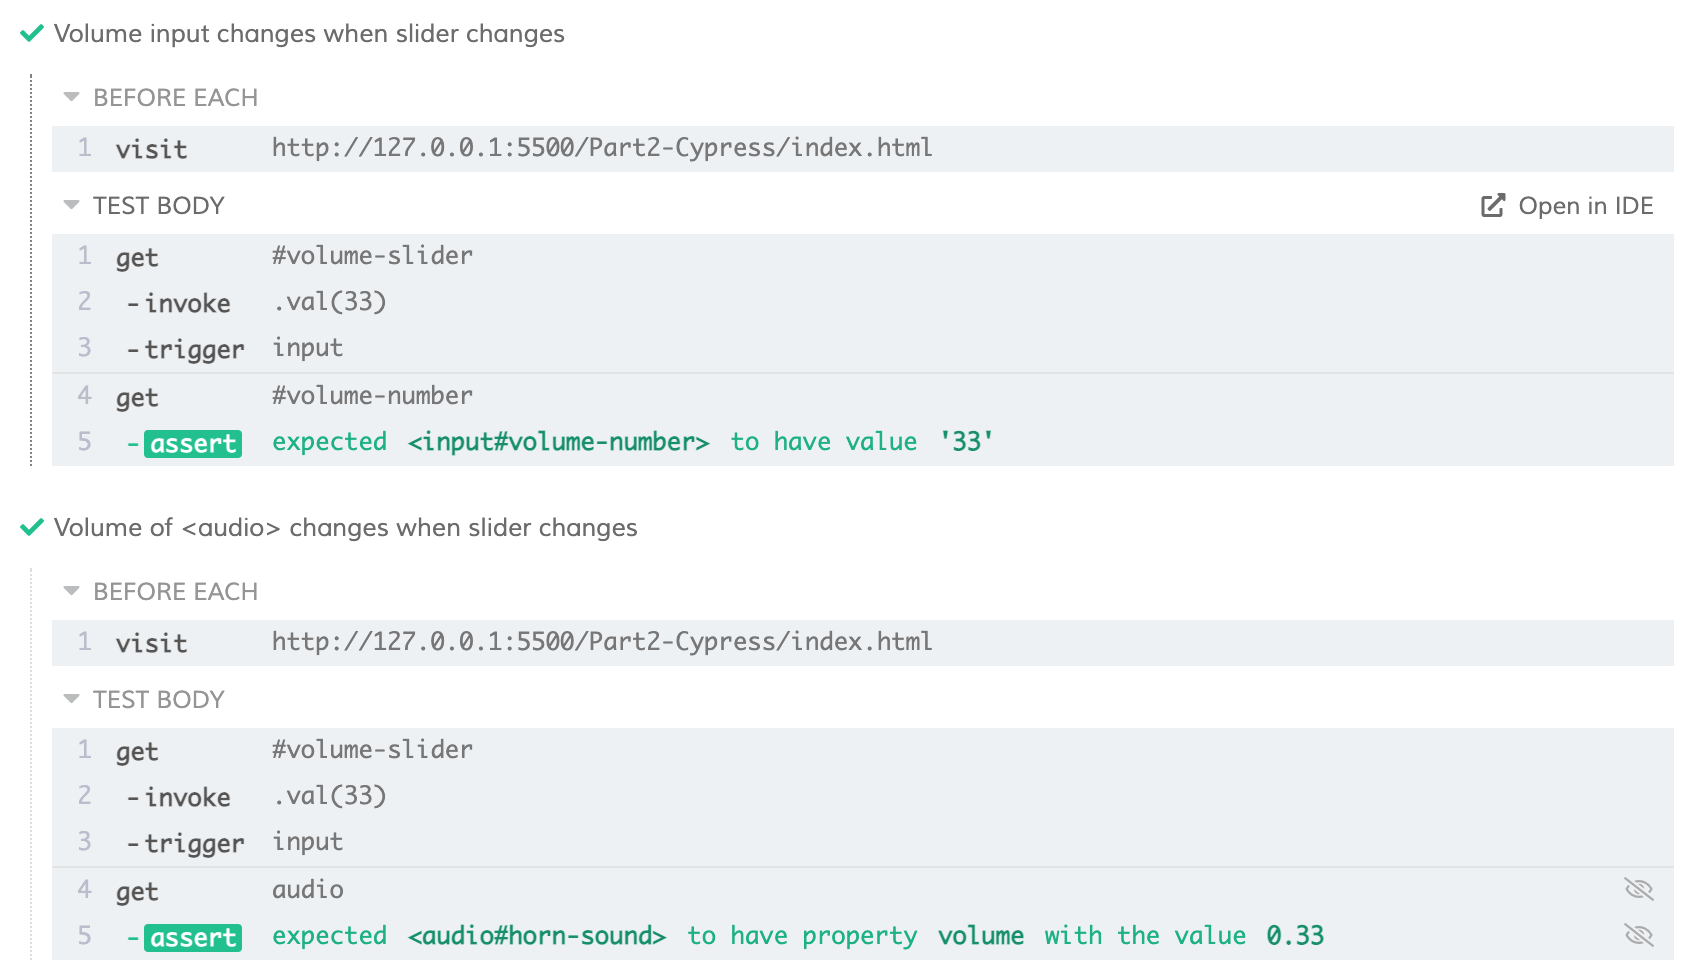 Volume input changes when slider changes
BEFORE EACH
1 visit http://127.0.0.1:5500/Part2-Cypress/index.html
TEST BODY Open in IDE
1 get #volume-slider
2 -invoke .val(33)
3 -trigger input
4 get #volume-number
5 -assert expected <input#volume-number> to have value '33'
Volume of <audio> changes when slider changes
BEFORE EACH
1 visit http://127.0.0.1:5500/Part2-Cypress/index.html
TEST BODY
1 get #volume-slider
2 -invoke .val(33)
3 -trigger input
4 get audio
5 -assert expected <audio#horn-sound> to have property volume with the value 0.33